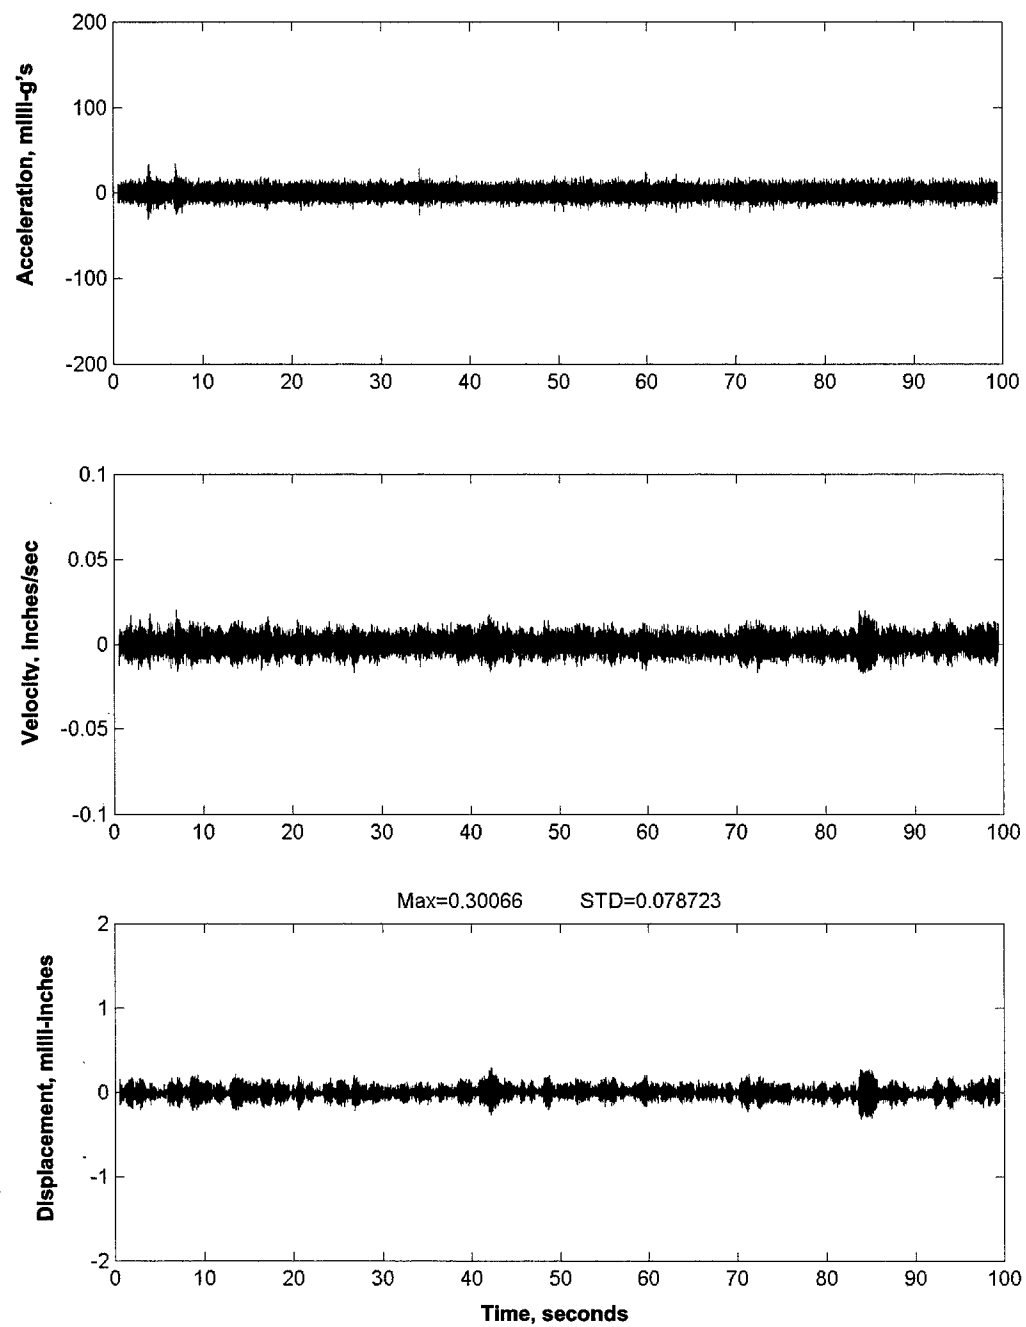 200
100
0
-100
-200
Acceleration, milli-g's
0 10 20 30 40 50 60 70 80 90 100
0.1
0.05
0
-0.05
-0.1
Velocity, inches/sec
0 10 20 30 40 50 60 70 80 90 100
Max=0.30066 STD=0.078723
2
1
0
-1
-2
Displacement, milli-inches
0 10 20 30 40 50 60 70 80 90 100
Time, seconds